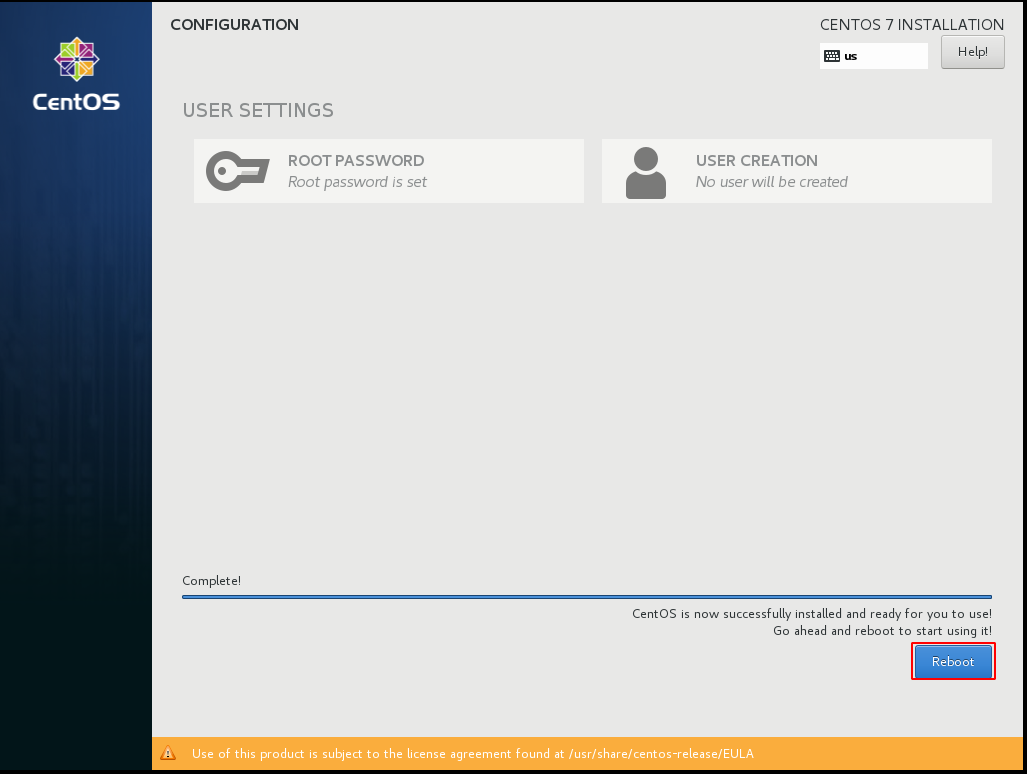 CentOS
CONFIGURATION
CENTOS 7 INSTALLATION
us
Help!
USER SETTINGS
ROOT PASSWORD
Root password is set
USER CREATION
No user will be created
Complete!
CentOS is now successfully installed and ready for you to use!
Go ahead and reboot to start using it!
Reboot
Use of this product is subject to the license agreement found at /usr/share/centos-release/EULA